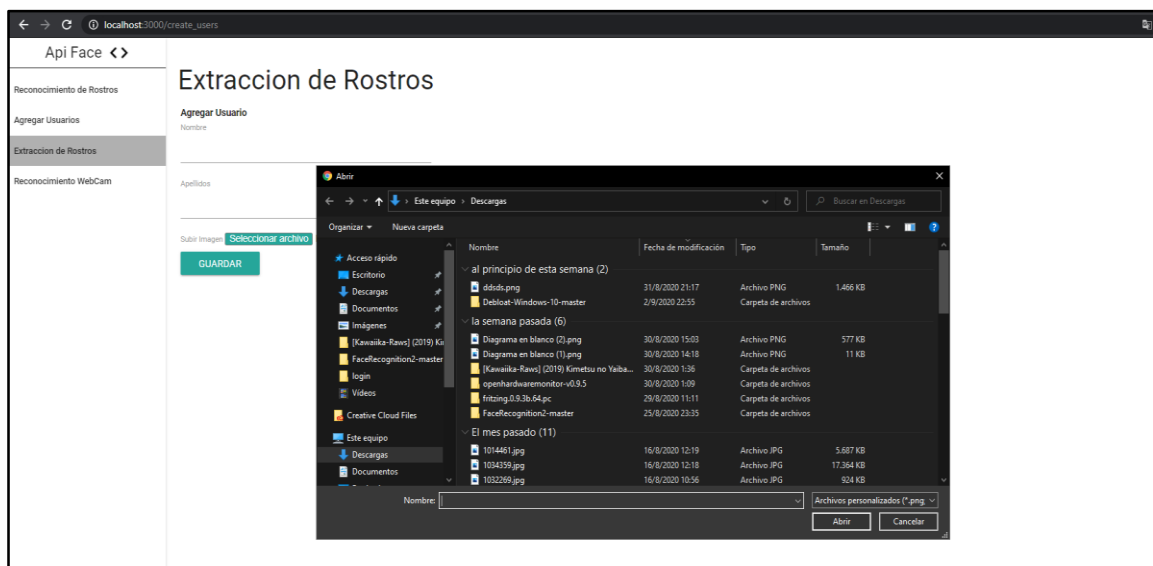 localhost:3000/create_users
Api Face <>
Reconocimiento de Rostros
Agregar Usuarios
Extraccion de Rostros
Reconocimiento WebCam
Extraccion de Rostros
Agregar Usuario
Nombre
Apellidos
Subir Imagen Seleccionar archivo
GUARDAR
Abrir
Este equipo > Descargas
Buscar en Descargas
Organizar Nueva carpeta
Acceso rápido
Escritorio
Descargas
Documentos
Imágenes
[Kawaiika-Raws] (2019) Kin
FaceRecognition2-master
login
Vídeos
Creative Cloud Files
Este equipo
Descargas
Documentos
Nombre Fecha de modificación Tipo Tamaño
al principio de esta semana (2)
ddsds.png 31/8/2020 21:17 Archivo PNG 1.466 KB
Debloat-Windows-10-master 2/9/2020 22:55 Carpeta de archivos
la semana pasada (6)
Diagrama en blanco (2).png 30/8/2020 15:03 Archivo PNG 577 KB
Diagrama en blanco (1).png 30/8/2020 14:18 Archivo PNG 11 KB
[Kawaiika-Raws] (2019) Kimetsu no Yaiba... 30/8/2020 1:36 Carpeta de archivos
openhardwaremonitor-v0.9.5 30/8/2020 1:09 Carpeta de archivos
fritzing.0.9.3b.64.pc 29/8/2020 11:11 Carpeta de archivos
FaceRecognition2-master 25/8/2020 23:35 Carpeta de archivos
El mes pasado (11)
1014461.jpg 16/8/2020 12:19 Archivo JPG 5.687 KB
1034359.jpg 16/8/2020 12:18 Archivo JPG 17.364 KB
1032269.jpg 16/8/2020 10:56 Archivo JPG 924 KB
Nombre:
Archivos personalizados (*.png;
Abrir Cancelar